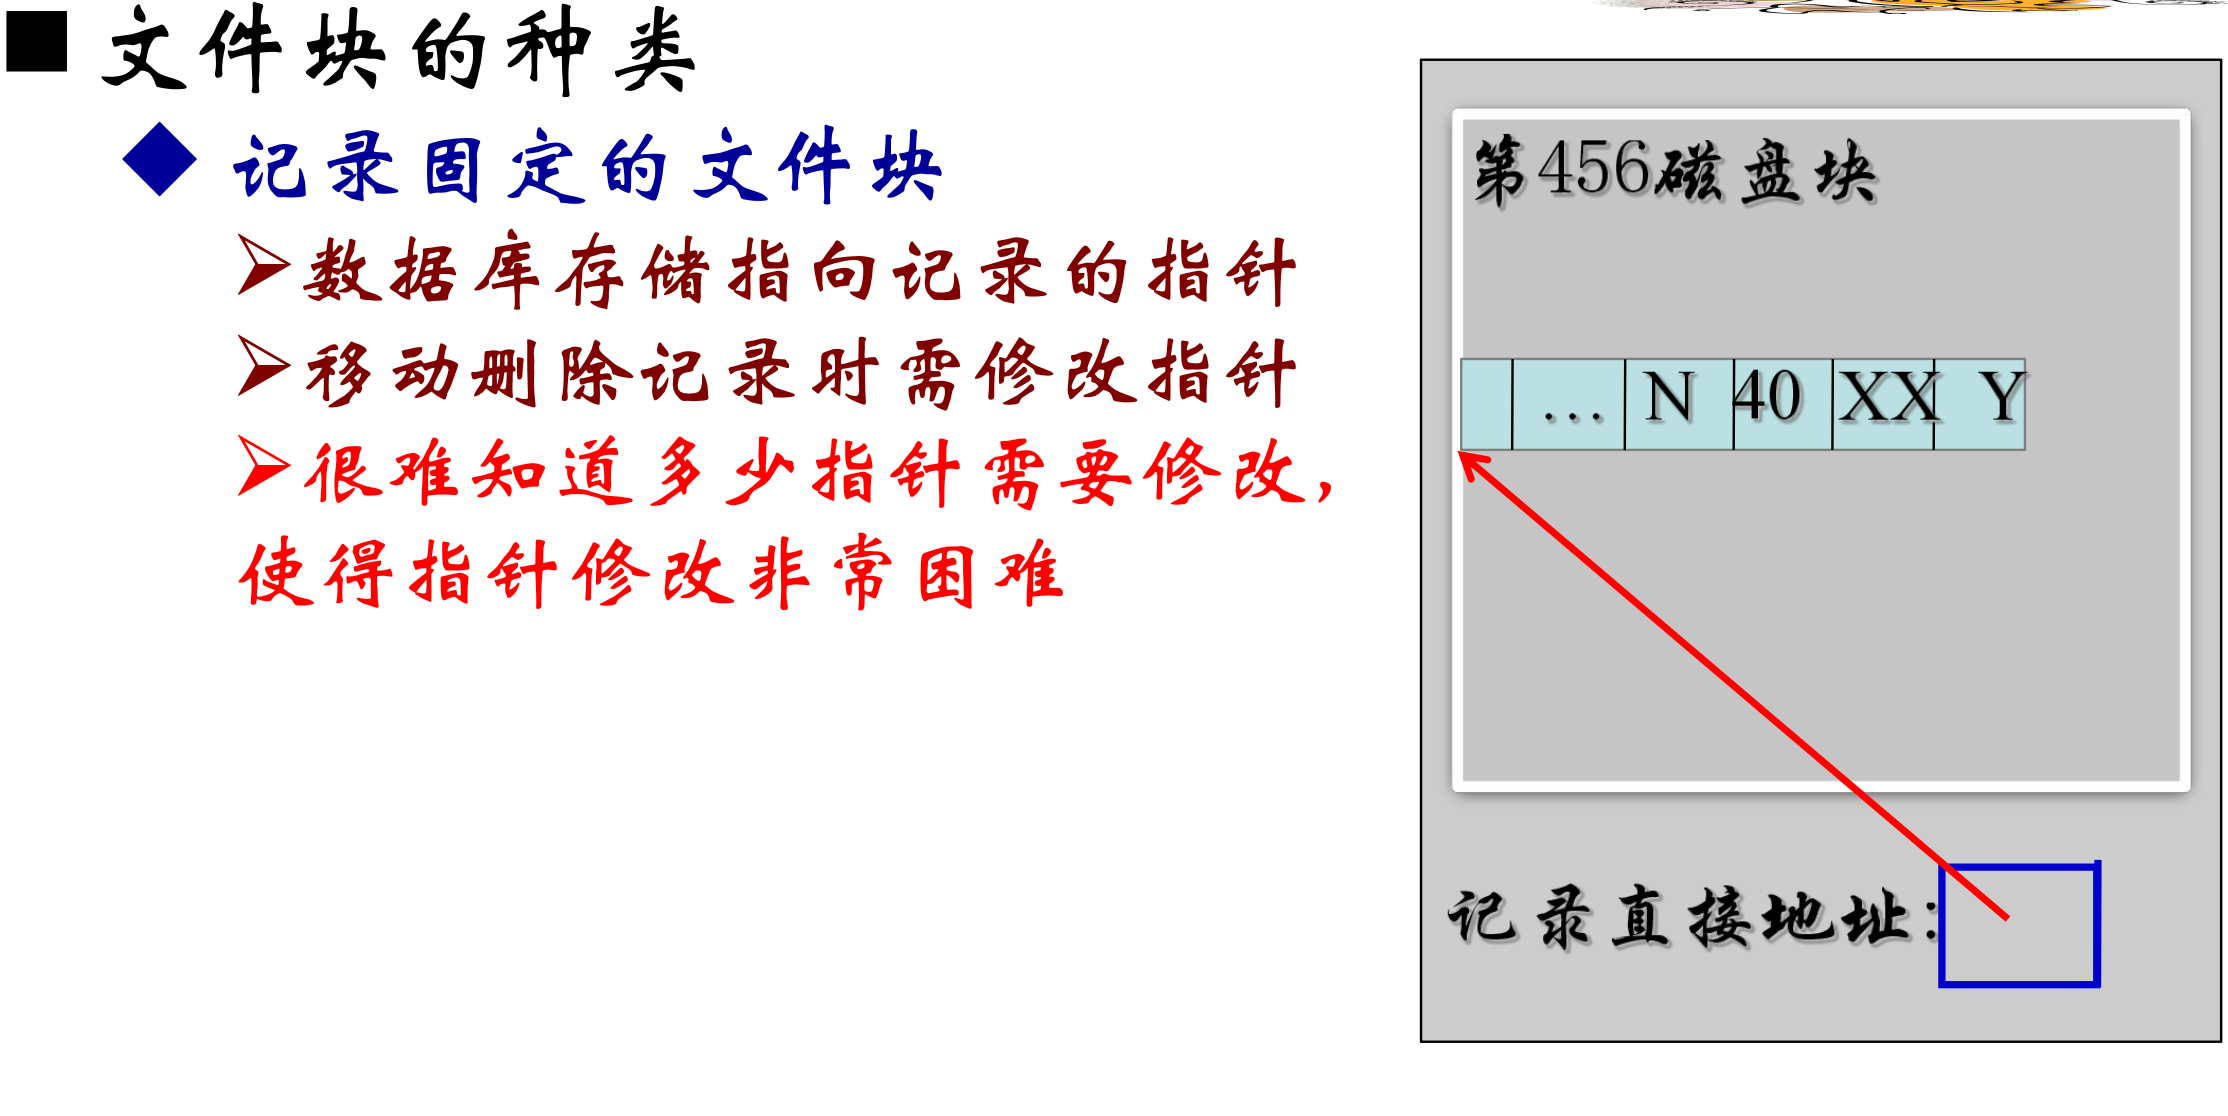 文件块的种类
记录固定的文件块
数据库存储指向记录的指针
移动删除记录时需修改指针
很难知道多少指针需要修改，
使得指针修改非常困难
第456磁盘块
… N 40 XX Y
记录直接地址: